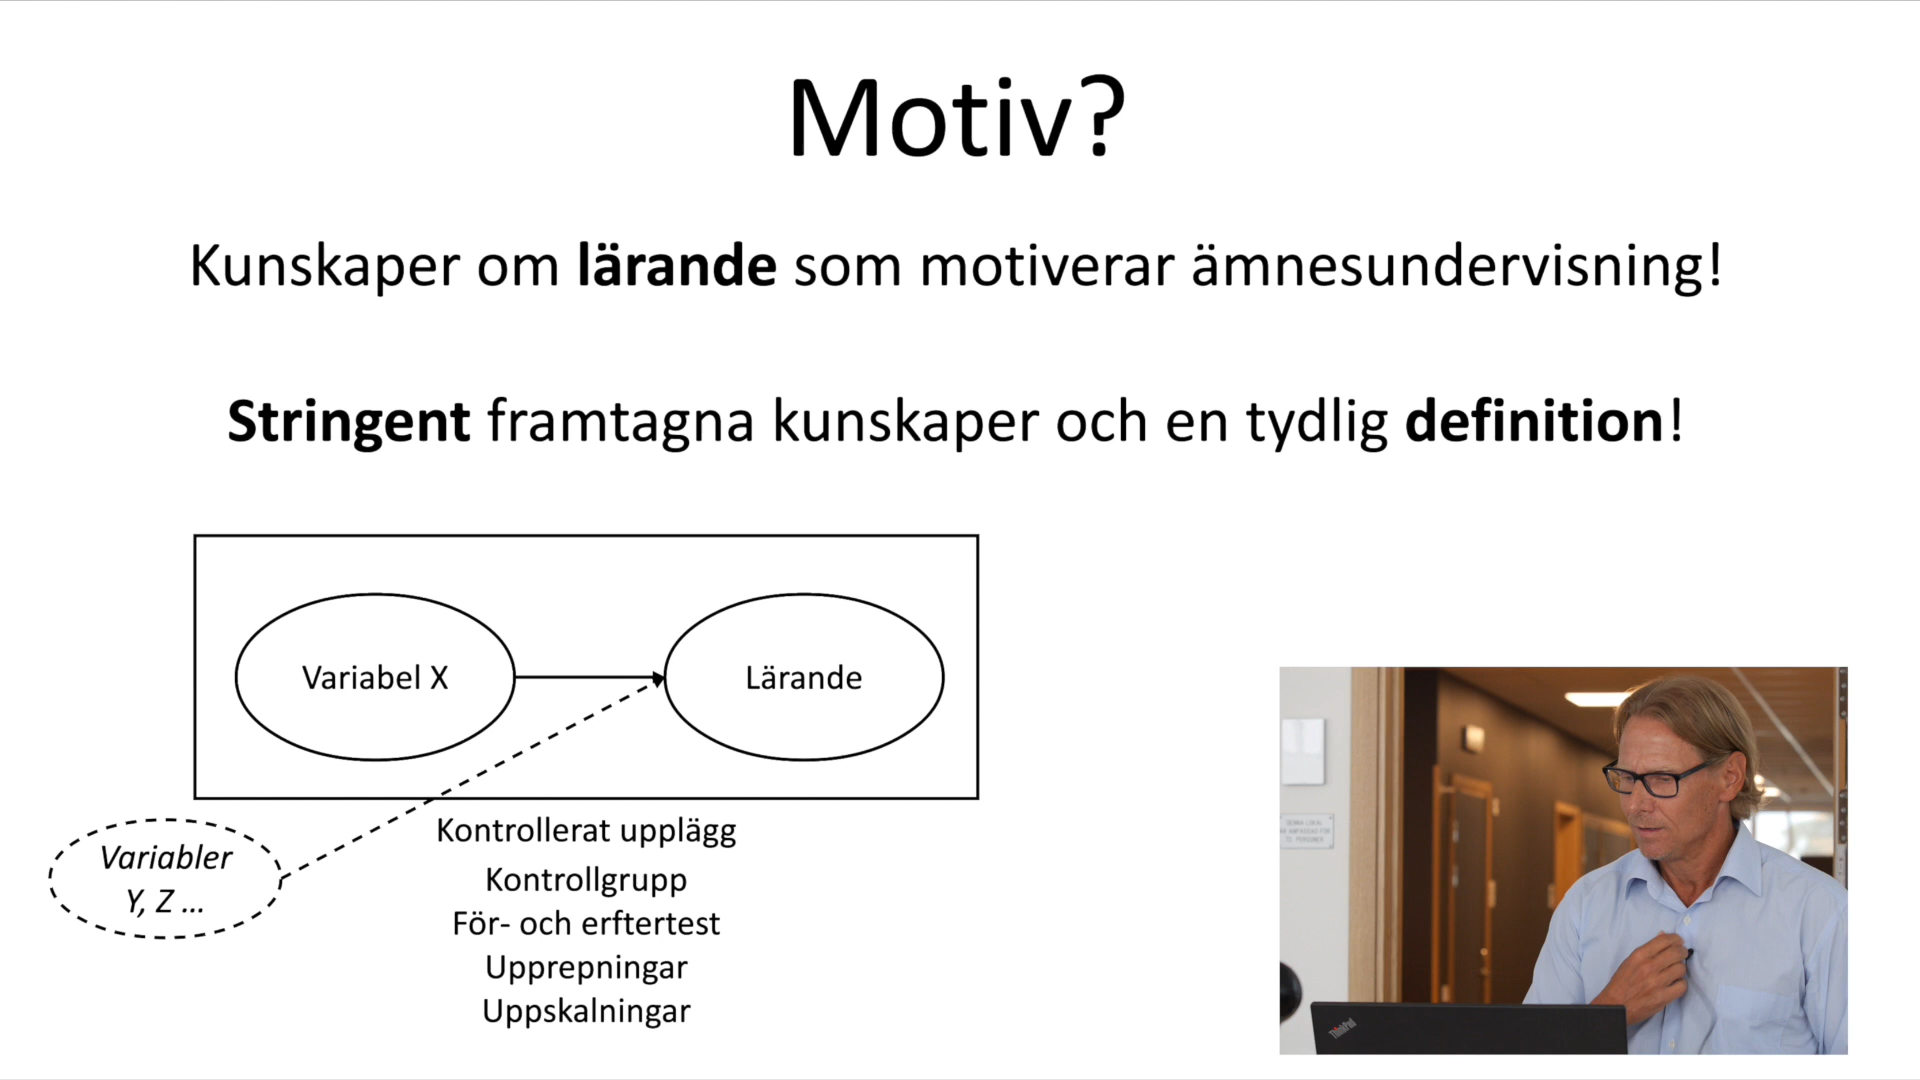 Motiv?
Kunskaper om lärande som motiverar ämnesundervisning!
Stringent framtagna kunskaper och en tydlig definition!
Variabel X
Lärande
Variabler
Y, Z ...
Kontrollerat upplägg
Kontrollgrupp
För- och erftertest
Upprepningar
Uppskalningar
ThinkPad